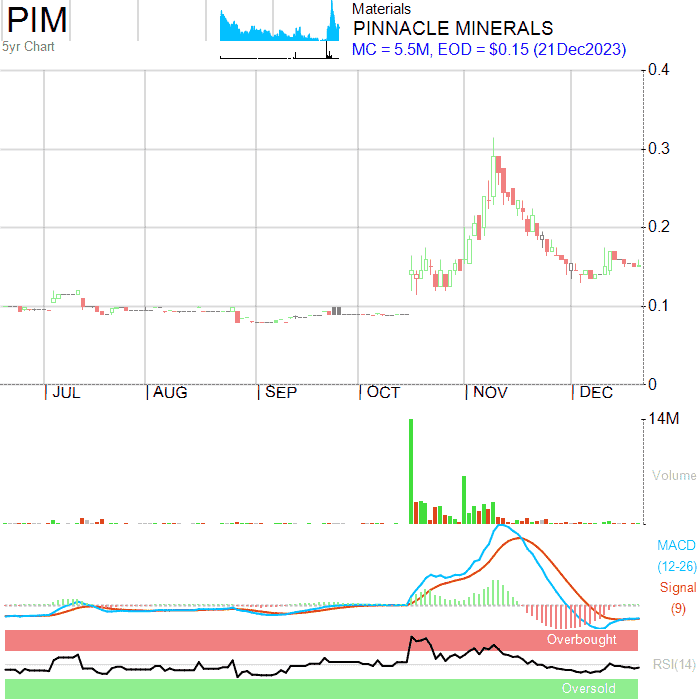 PIM
5yr Chart
Materials
PINNACLE MINERALS
MC = 5.5M, EOD = $0.15 (21Dec2023)
0.4
0.3
0.2
0.1
0
JUL
AUG
SEP
OCT
NOV
DEC
14M
Volume
MACD
(12-26)
Signal
(9)
Overbought
RSI(14)
Oversold